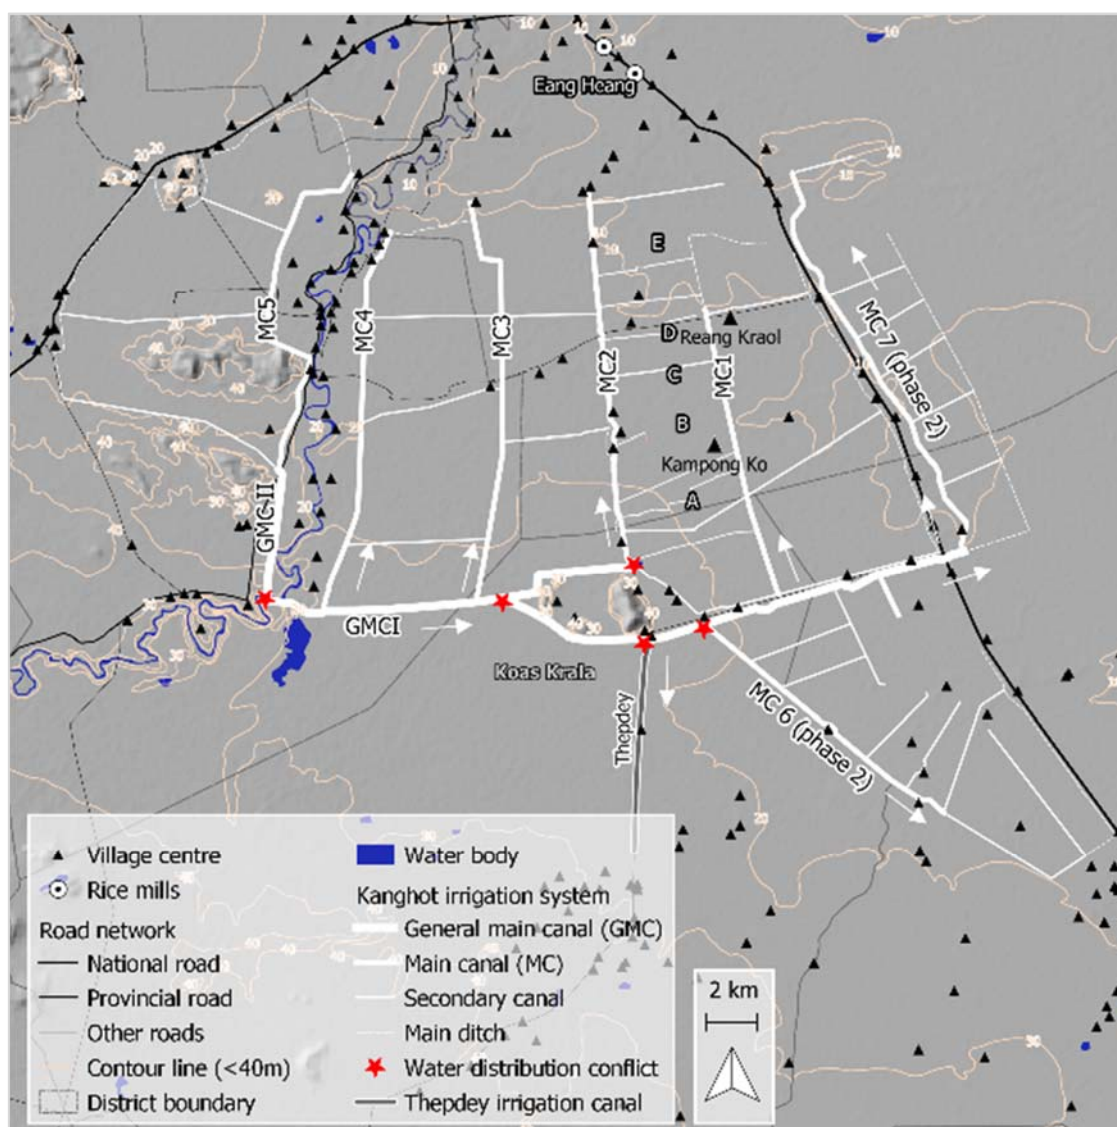 Eang Heang
E
D
Reang Kraol
C
B
Kampong Ko
A
MC5
MC4
MC3
MC2
MC1
MC 7 (phase 2)
GMC II
GMCI
Koas Krala
Thepdey
MC 6 (phase 2)
Village centre
Rice mills
Road network
National road
Provincial road
Other roads
Contour line (<40m)
District boundary
Water body
Kanghot irrigation system
General main canal (GMC)
Main canal (MC)
Secondary canal
Main ditch
Water distribution conflict
Thepdey irrigation canal
2 km